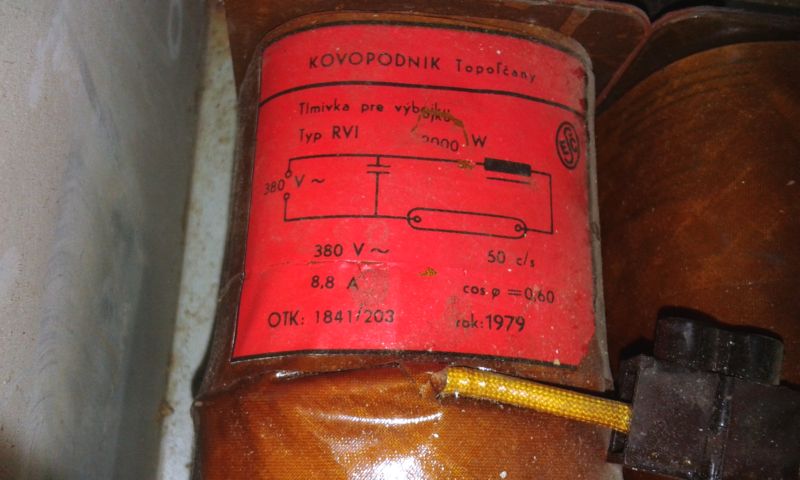 KOVOPODNIK Topoľčany
Tlmivka pre výbojku
Typ RVI 2000 W
ESČ
380 V ~
380 V ~ 50 c/s
8,8 A cos φ = 0,60
OTK: 1841/203 rok: 1979